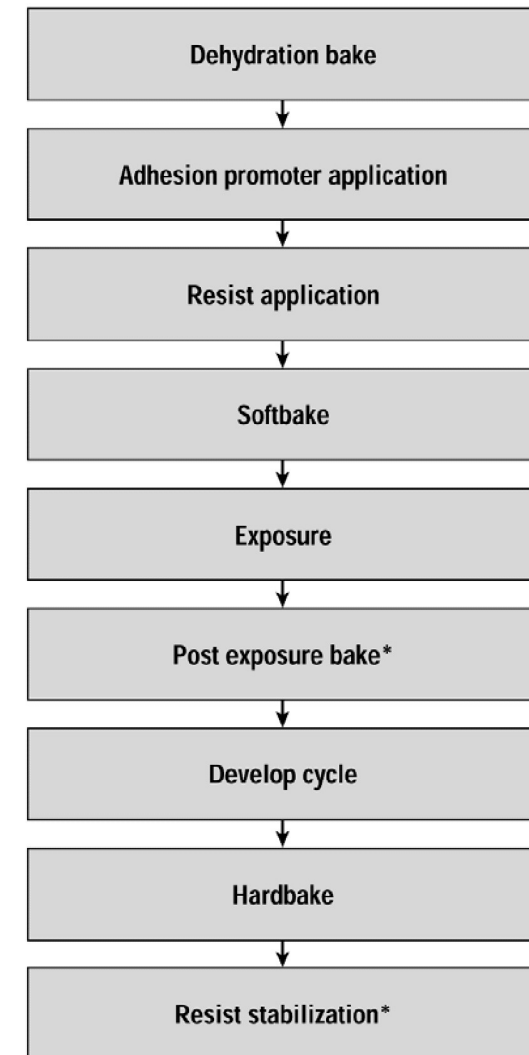 Dehydration bake
Adhesion promoter application
Resist application
Softbake
Exposure
Post exposure bake*
Develop cycle
Hardbake
Resist stabilization*